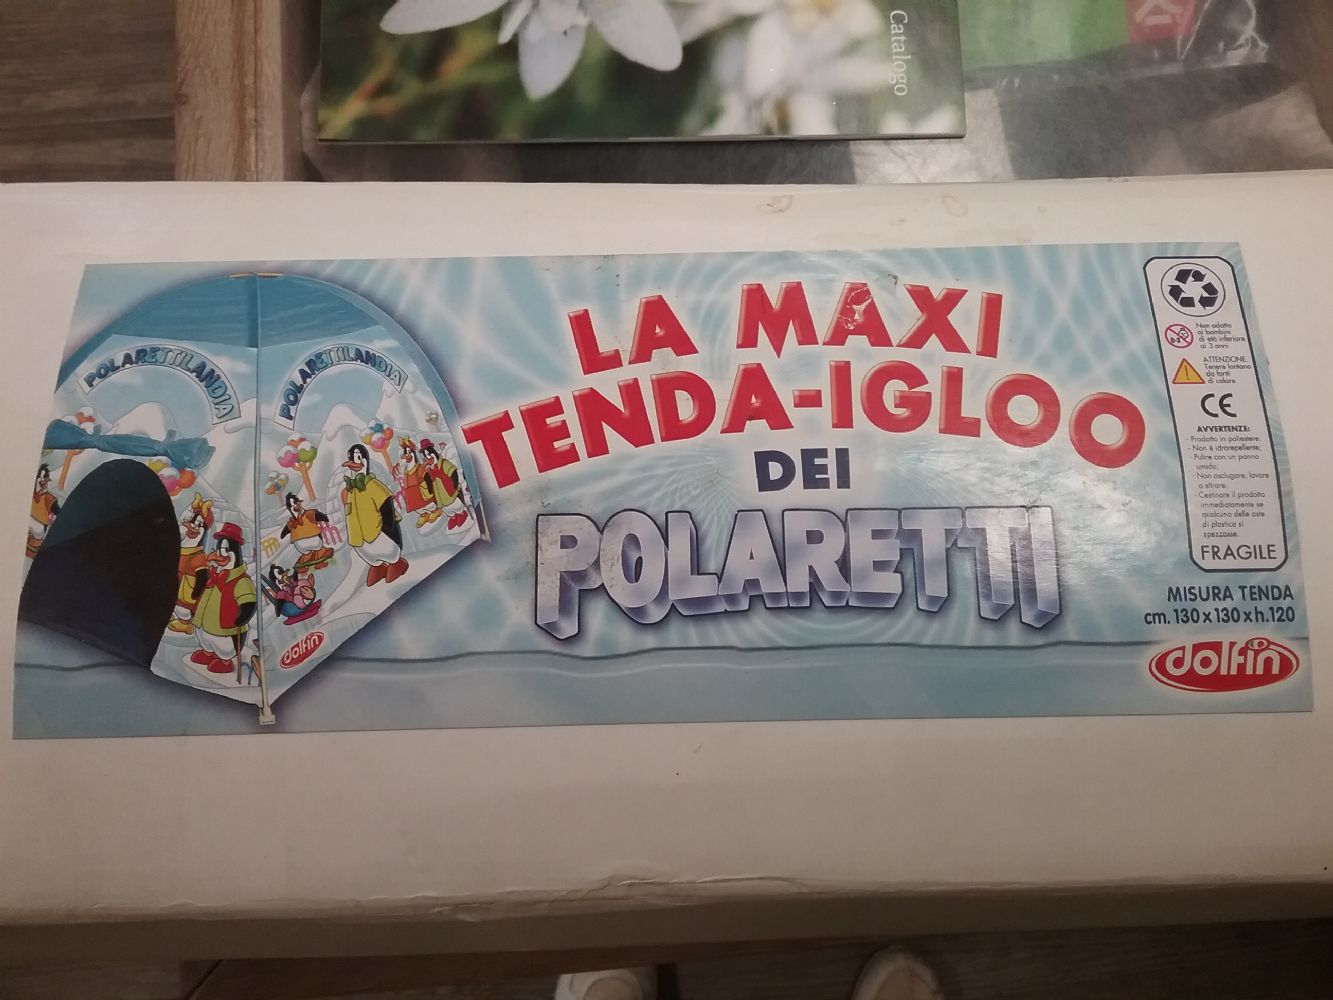 Catalogo
LA MAXI
TENDA-IGLOO
DEI
POLARETTI
POLARETTILANDIA
POLARETTILANDIA
dolfin
0-3
Non adatto
ai bambini
di età inferiore
ai 3 anni.
ATTENZIONE
Tenere lontano
da fonti
di calore.
CE
AVVERTENZE:
- Prodotto in poliestere;
- Non è idrorepellente;
- Pulire con un panno
umido;
- Non asciugare, lavare
o stirare;
- Cestinare il prodotto
immediatamente se
qualcuna delle aste
di plastica si
spezzasse.
FRAGILE
MISURA TENDA
cm. 130 x 130 x h.120
dolfin